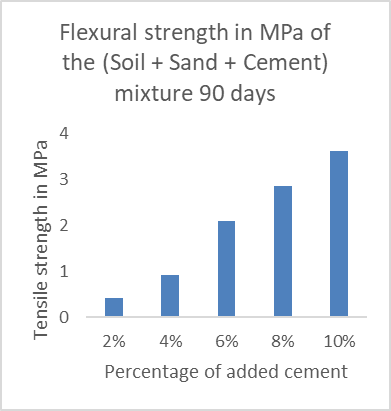 Flexural strength in MPa of
the (Soil + Sand + Cement)
mixture 90 days
Tensile strength in MPa
4
3
2
1
0
2% 4% 6% 8% 10%
Percentage of added cement